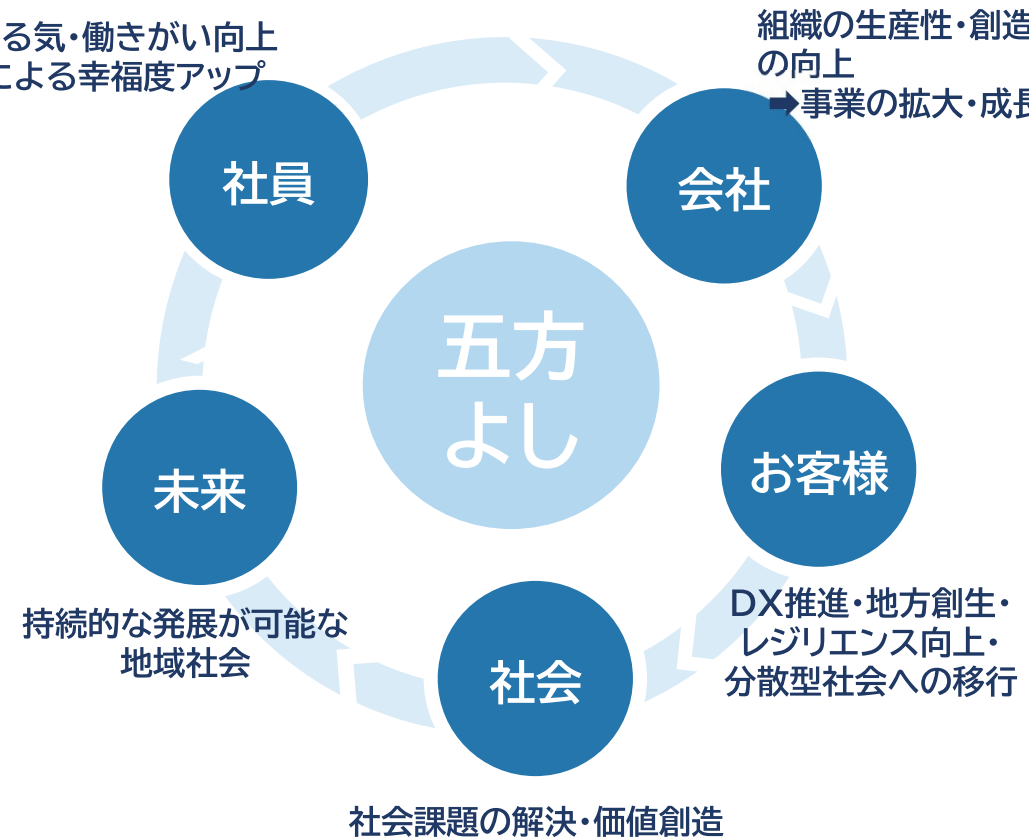 る気・働きがい向上
による幸福度アップ
組織の生産性・創造
の向上
➡事業の拡大・成長
社員
会社
五方
よし
お客様
未来
DX推進・地方創生・
レジリエンス向上・
分散型社会への移行
持続的な発展が可能な
地域社会
社会
社会課題の解決・価値創造